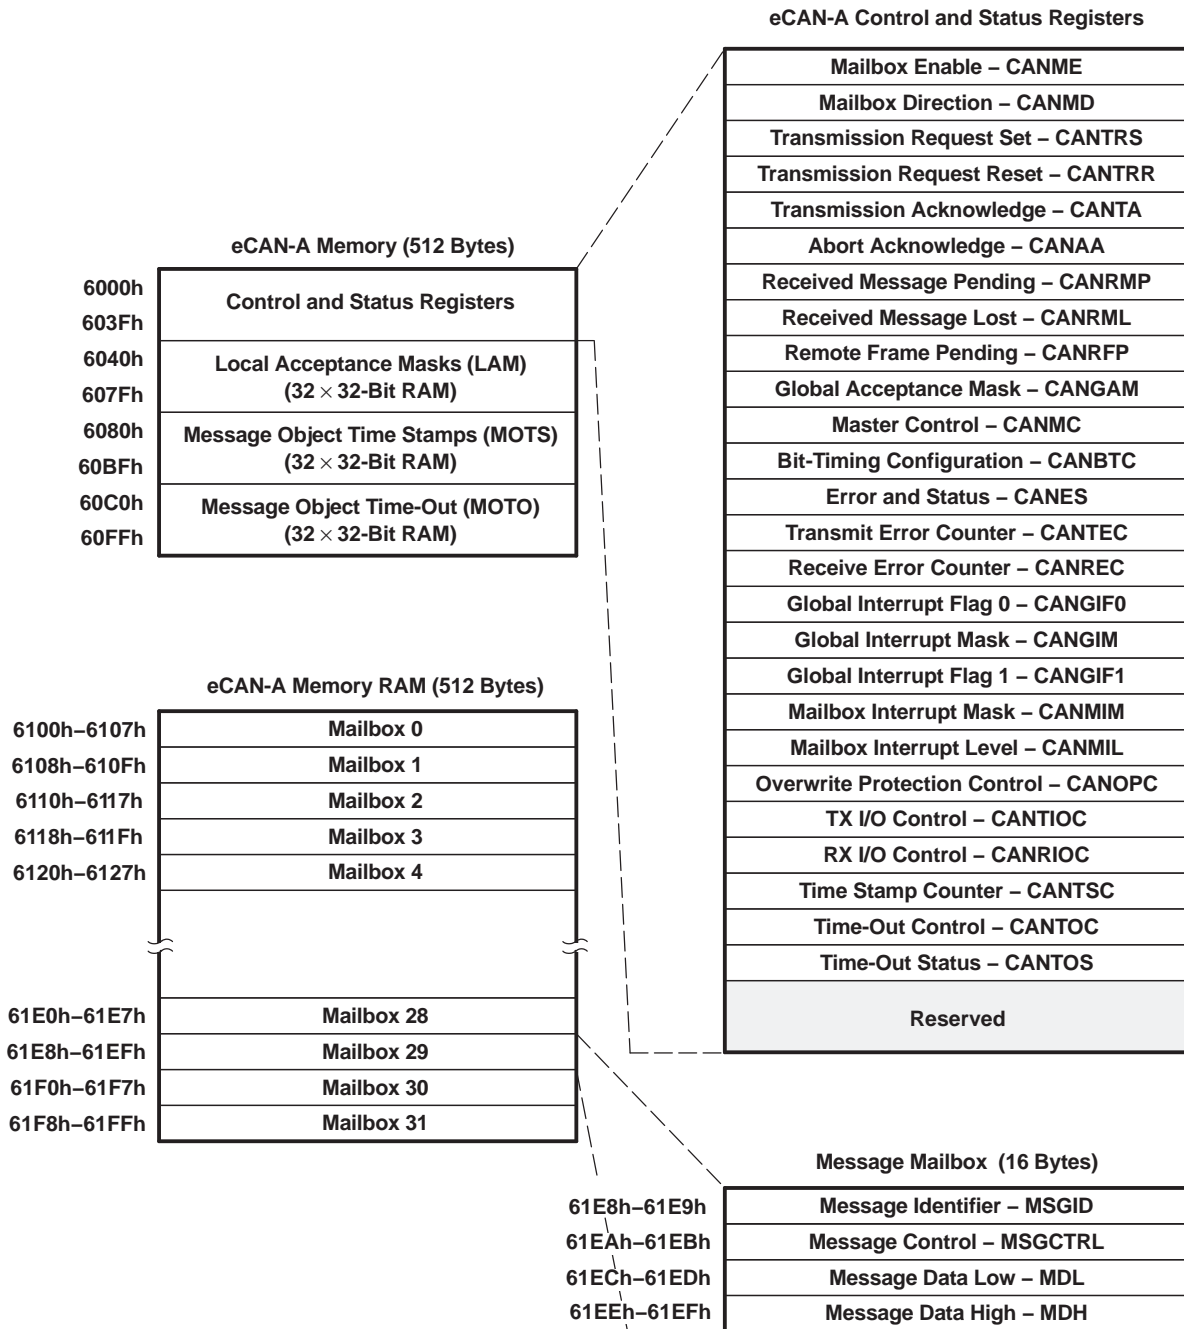 eCAN-A Control and Status Registers
Mailbox Enable – CANME
Mailbox Direction – CANMD
Transmission Request Set – CANTRS
Transmission Request Reset – CANTRR
Transmission Acknowledge – CANTA
Abort Acknowledge – CANAA
Received Message Pending – CANRMP
Received Message Lost – CANRML
Remote Frame Pending – CANRFP
Global Acceptance Mask – CANGAM
Master Control – CANMC
Bit-Timing Configuration – CANBTC
Error and Status – CANES
Transmit Error Counter – CANTEC
Receive Error Counter – CANREC
Global Interrupt Flag 0 – CANGIF0
Global Interrupt Mask – CANGIM
Global Interrupt Flag 1 – CANGIF1
Mailbox Interrupt Mask – CANMIM
Mailbox Interrupt Level – CANMIL
Overwrite Protection Control – CANOPC
TX I/O Control – CANTIOC
RX I/O Control – CANRIOC
Time Stamp Counter – CANTSC
Time-Out Control – CANTOC
Time-Out Status – CANTOS
Reserved
eCAN-A Memory (512 Bytes)
6000h
Control and Status Registers
603Fh
6040h
Local Acceptance Masks (LAM)
(32 × 32-Bit RAM)
607Fh
6080h
Message Object Time Stamps (MOTS)
(32 × 32-Bit RAM)
60BFh
60C0h
Message Object Time-Out (MOTO)
(32 × 32-Bit RAM)
60FFh
eCAN-A Memory RAM (512 Bytes)
6100h–6107h Mailbox 0
6108h–610Fh Mailbox 1
6110h–6117h Mailbox 2
6118h–611Fh Mailbox 3
6120h–6127h Mailbox 4
61E0h–61E7h Mailbox 28
61E8h–61EFh Mailbox 29
61F0h–61F7h Mailbox 30
61F8h–61FFh Mailbox 31
Message Mailbox (16 Bytes)
61E8h–61E9h Message Identifier – MSGID
61EAh–61EBh Message Control – MSGCTRL
61ECh–61EDh Message Data Low – MDL
61EEh–61EFh Message Data High – MDH